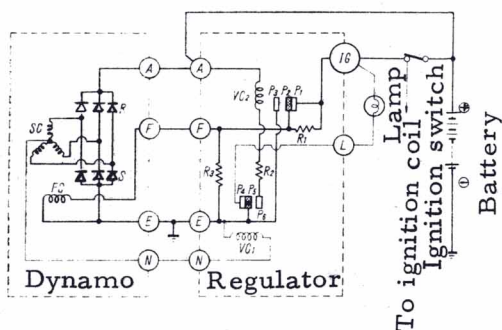 A
A
IG
P3
P2
P1
VC2
SC
R
F
F
R1
L
R3
R2
FC
S
P4
P5
P6
E
E
VC1
N
N
Dynamo
Regulator
To ignition coil
Lamp
Ignition switch
Battery
⊕
⊖